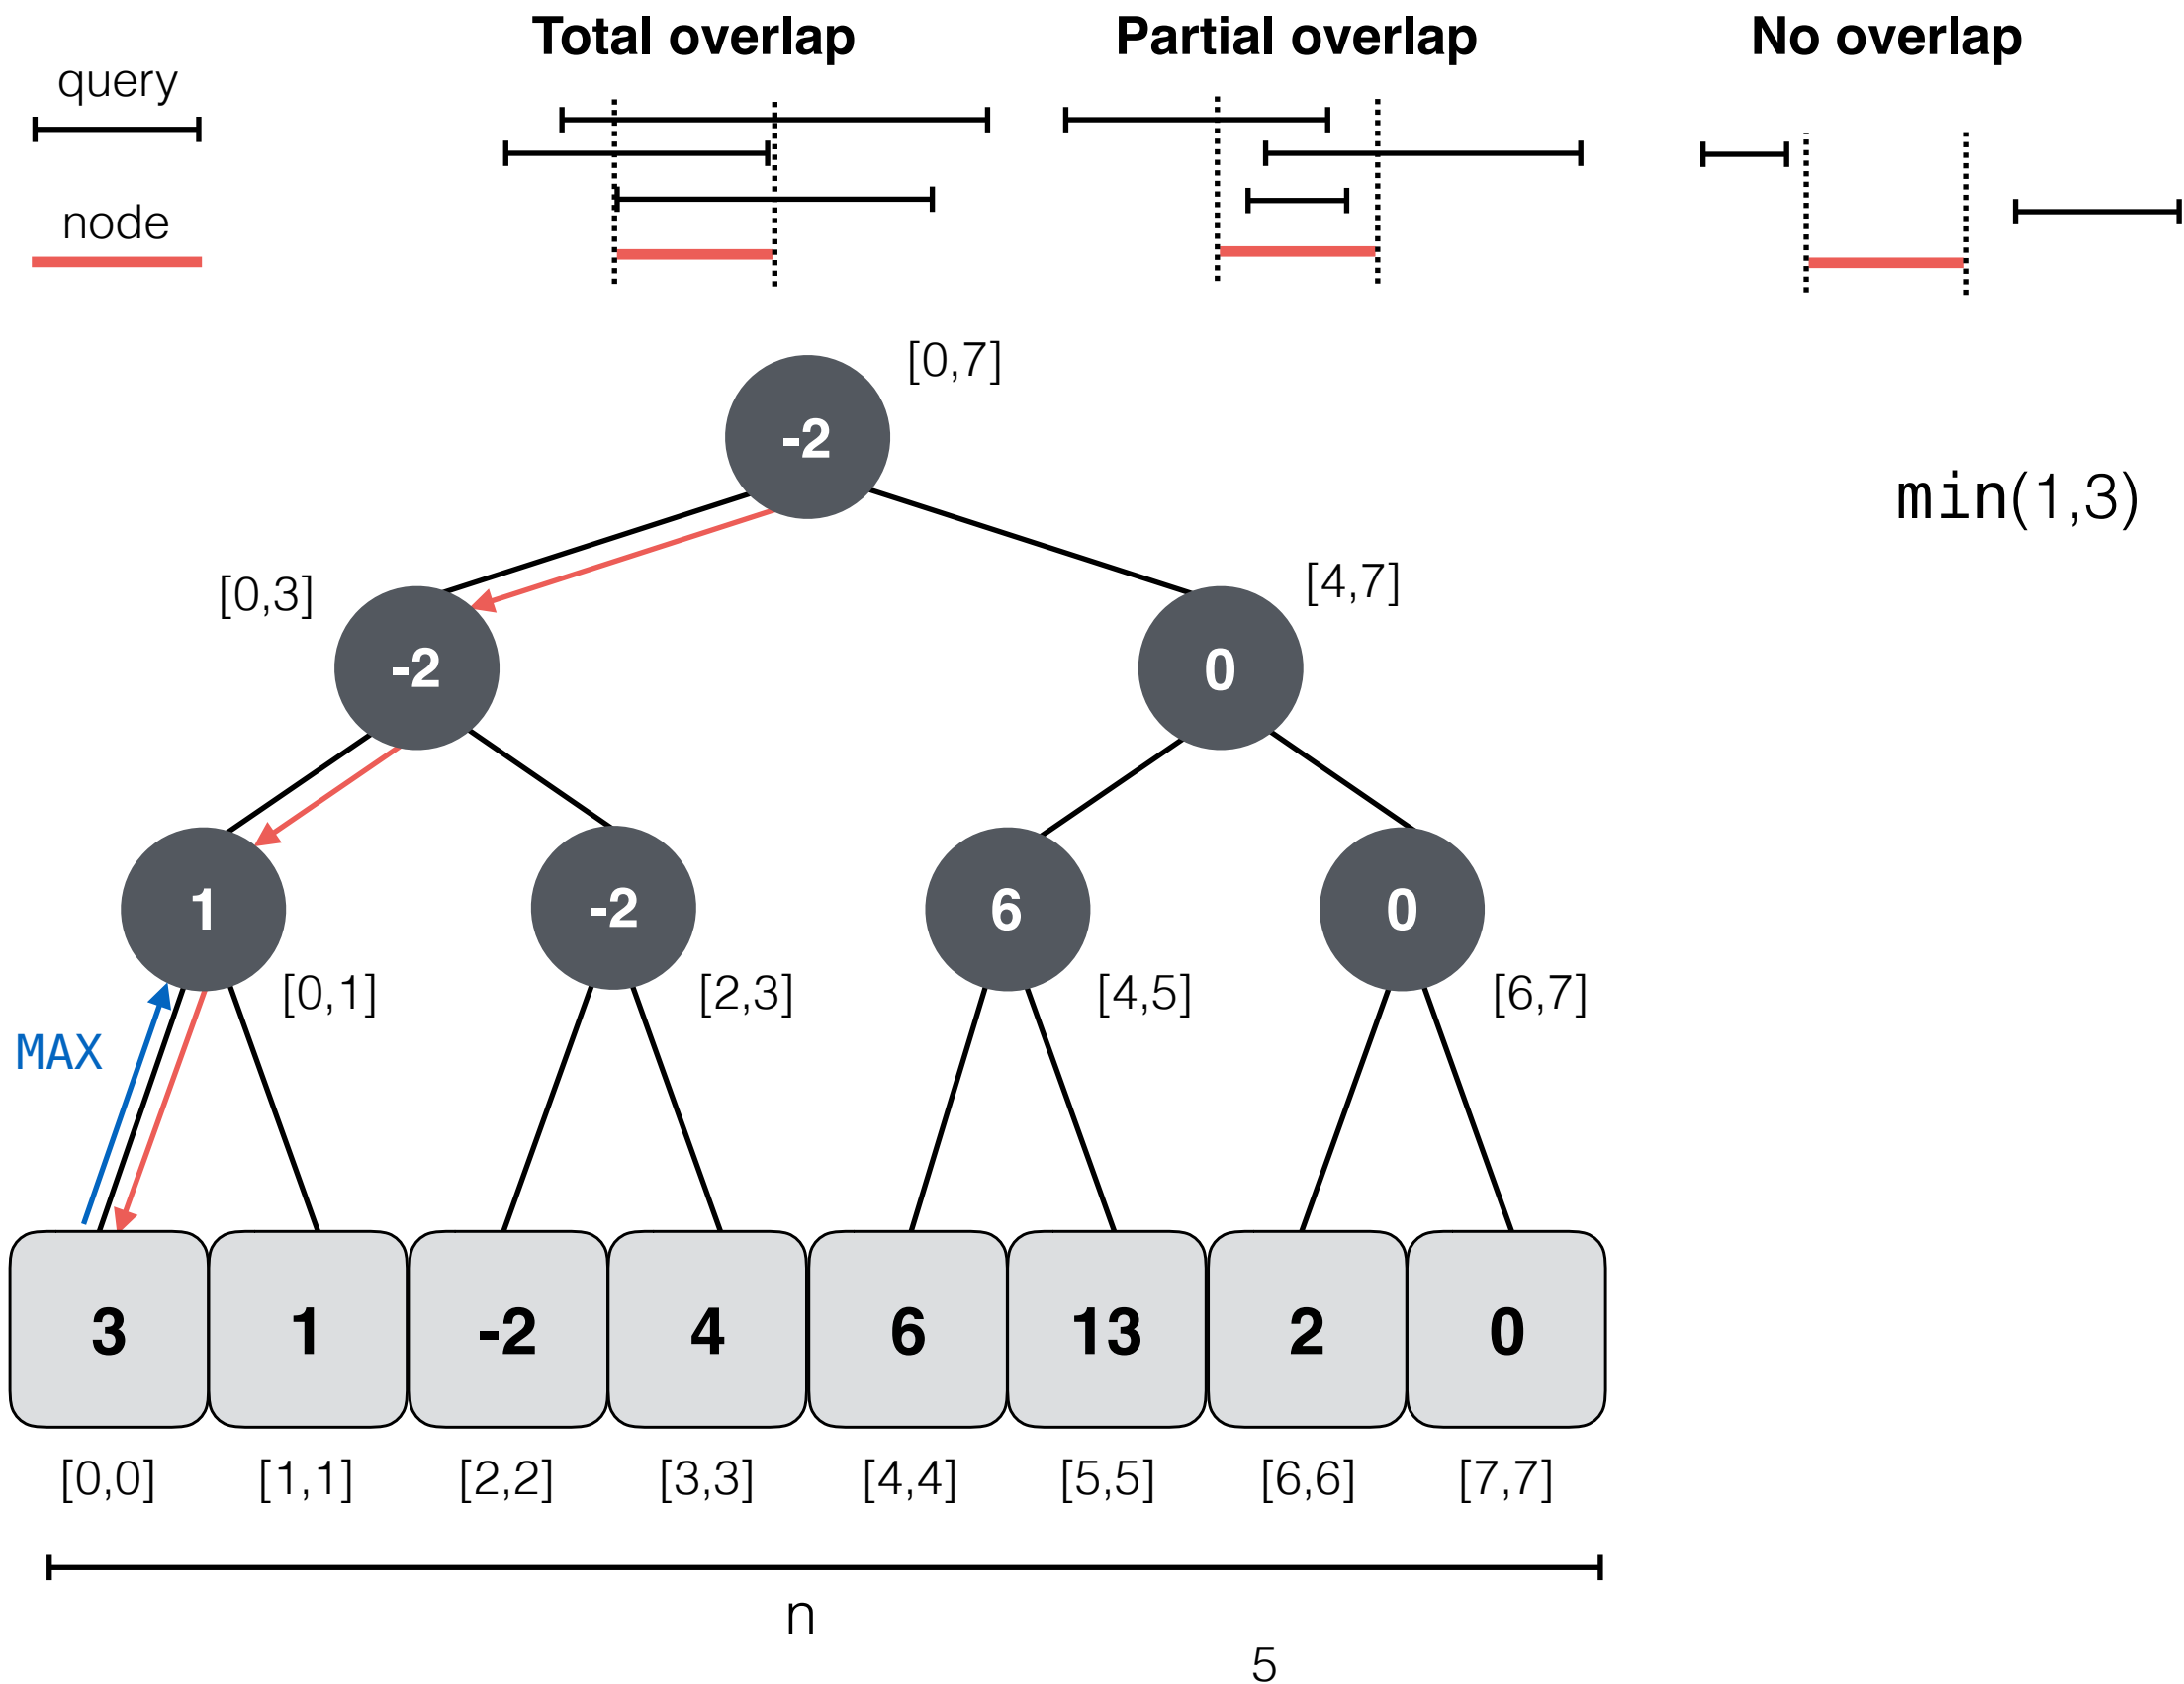 Total overlap
Partial overlap
No overlap
query
node
[0,7]
-2
min(1,3)
[0,3]
[4,7]
-2
0
1
-2
6
0
[0,1]
[2,3]
[4,5]
[6,7]
MAX
3 1 -2 4 6 13 2 0
[0,0] [1,1] [2,2] [3,3] [4,4] [5,5] [6,6] [7,7]
n
5